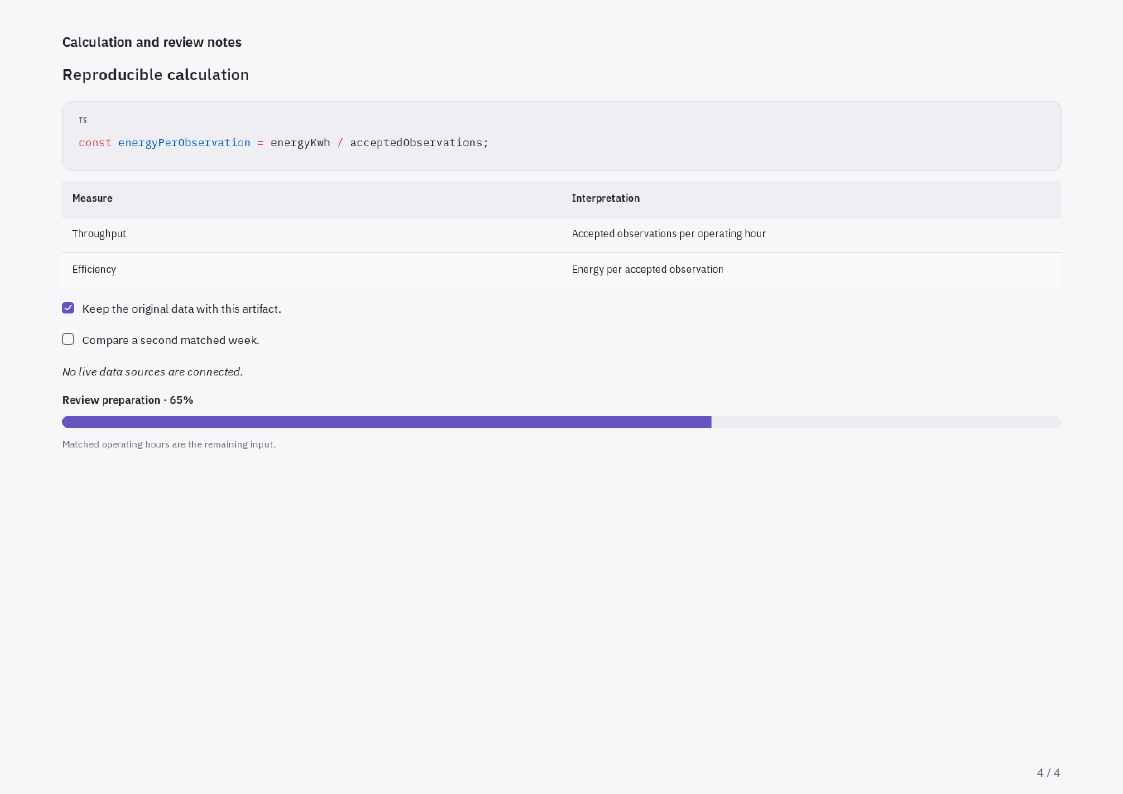 Calculation and review notes
Reproducible calculation
TS
const energyPerObservation = energyKwh / acceptedObservations;
Measure Interpretation
Throughput Accepted observations per operating hour
Efficiency Energy per accepted observation
Keep the original data with this artifact.
Compare a second matched week.
No live data sources are connected.
Review preparation · 65%
Matched operating hours are the remaining input.
4 / 4